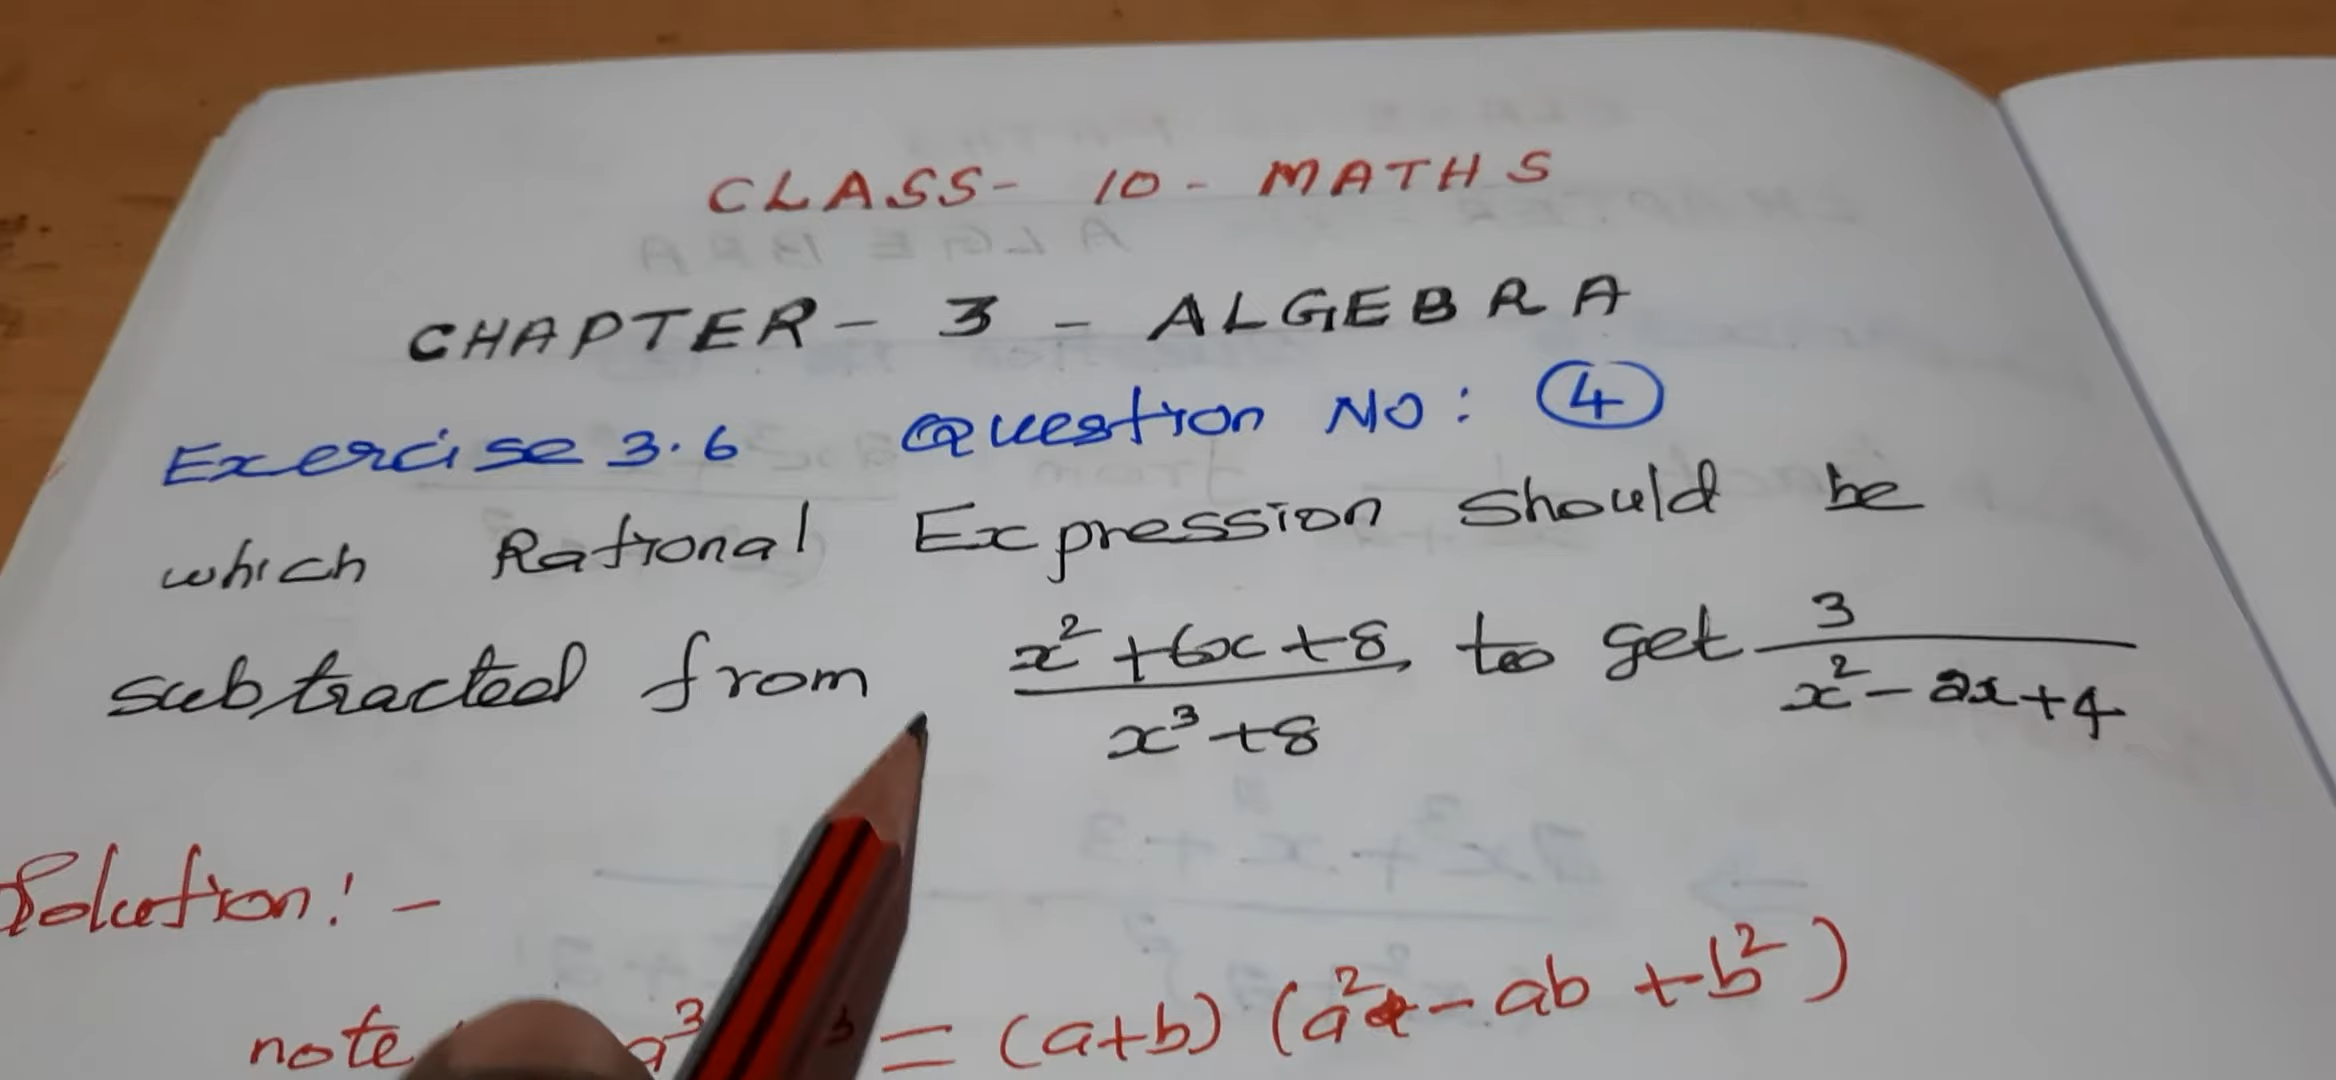 CLASS - 10 - MATHS
CHAPTER - 3 - ALGEBRA
Exercise 3.6 Question No: 4
which Rational Expression should be
subtracted from (x² + 6x + 8)/(x³ + 8) to get 3/(x² - 2x + 4)
Solution: -
note a³ = (a+b) (a² - ab + b²)